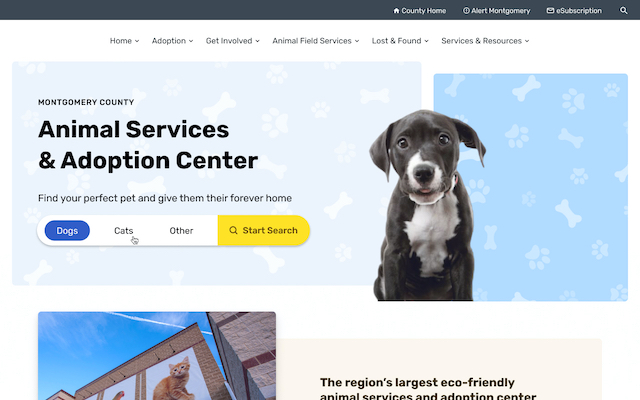 County Home
Alert Montgomery
eSubscription
Home
Adoption
Get Involved
Animal Field Services
Lost & Found
Services & Resources
MONTGOMERY COUNTY
Animal Services
& Adoption Center
Find your perfect pet and give them their forever home
Dogs
Cats
Other
Start Search
The region’s largest eco-friendly
animal services and adoption center